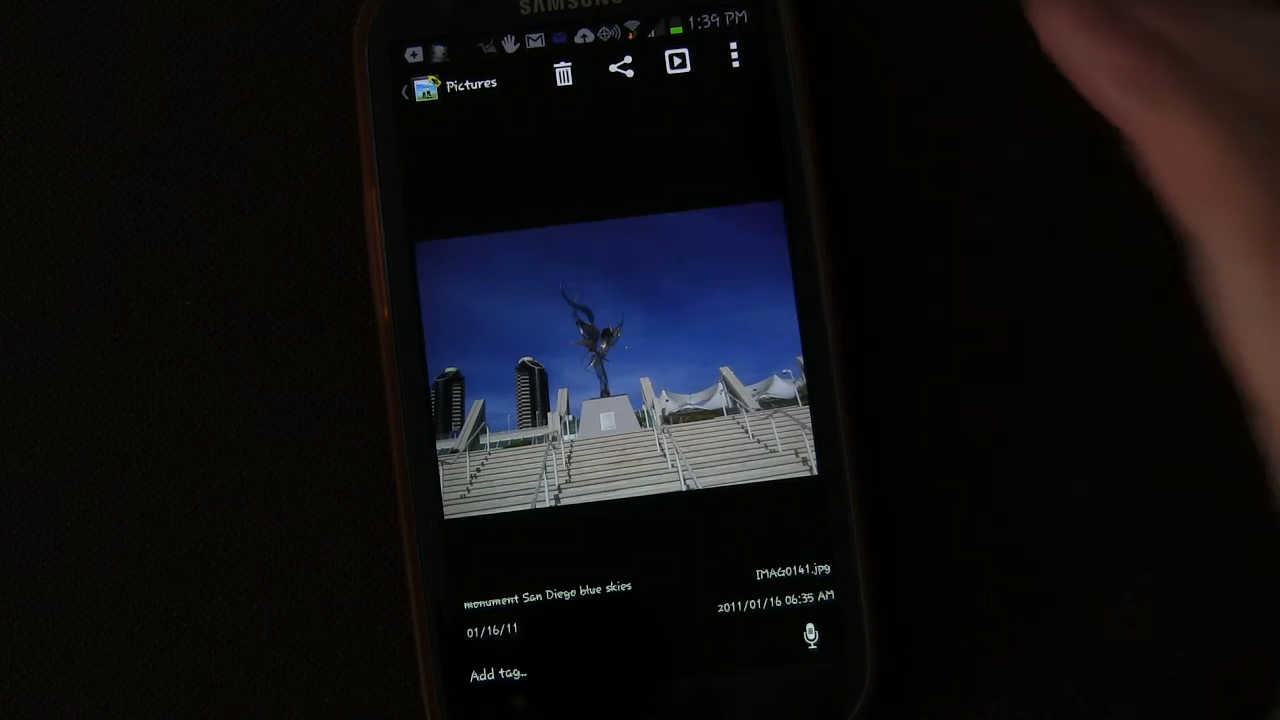 SAMSUNG
1:39 PM
Pictures
monument San Diego blue skies
IMAG0141.jpg
01/16/11
2011/01/16 06:35 AM
Add tag..